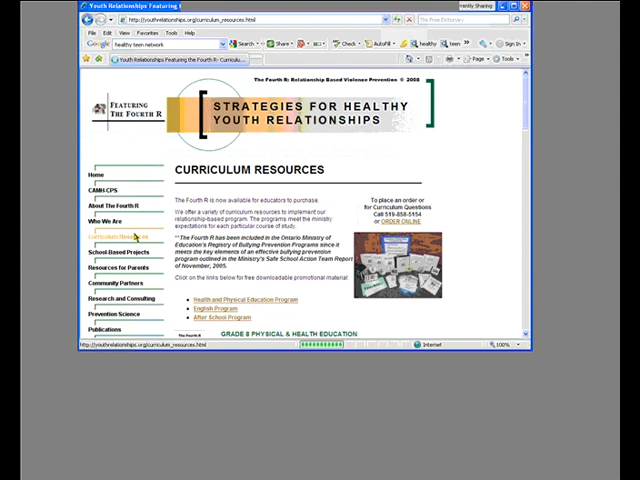 Youth Relationships Featuring t
rently Sharing
http://youthrelationships.org/curriculum_resources.html
The Free Dictionary
File Edit View Favorites Tools Help
Google
healthy teen network
Search
Share
Check
AutoFill
healthy
teen
Sign In
Youth Relationships Featuring the Fourth R - Curriculu...
Page
Tools
The Fourth R: Relationship Based Violence Prevention © 2008
FEATURING
THE FOURTH R
STRATEGIES FOR HEALTHY
YOUTH RELATIONSHIPS
CURRICULUM RESOURCES
Home
CAMH-CPS
About The Fourth R
Who We Are
Curriculum Resources
School-Based Projects
Resources for Parents
Community Partners
Research and Consulting
Prevention Science
Publications
The Fourth R is now available for educators to purchase.
We offer a variety of curriculum resources to implement our
relationship-based program. The programs meet the ministry
expectations for each particular course of study.
**The Fourth R has been included in the Ontario Ministry of
Education's Registry of Bullying Prevention Programs since it
meets the key elements of an effective bullying prevention
program outlined in the Ministry's Safe School Action Team Report
of November, 2005.
Click on the links below for free downloadable promotional material:
Health and Physical Education Program
English Program
After School Program
To place an order or
for Curriculum Questions
Call 519-858-5154
or ORDER ONLINE
GRADE 8 PHYSICAL & HEALTH EDUCATION
http://youthrelationships.org/curriculum_resources.html
Internet
100%